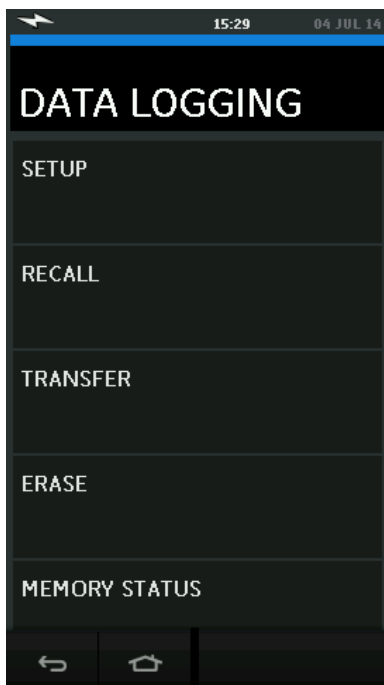 15:29 04 JUL 14
DATA LOGGING
SETUP
RECALL
TRANSFER
ERASE
MEMORY STATUS